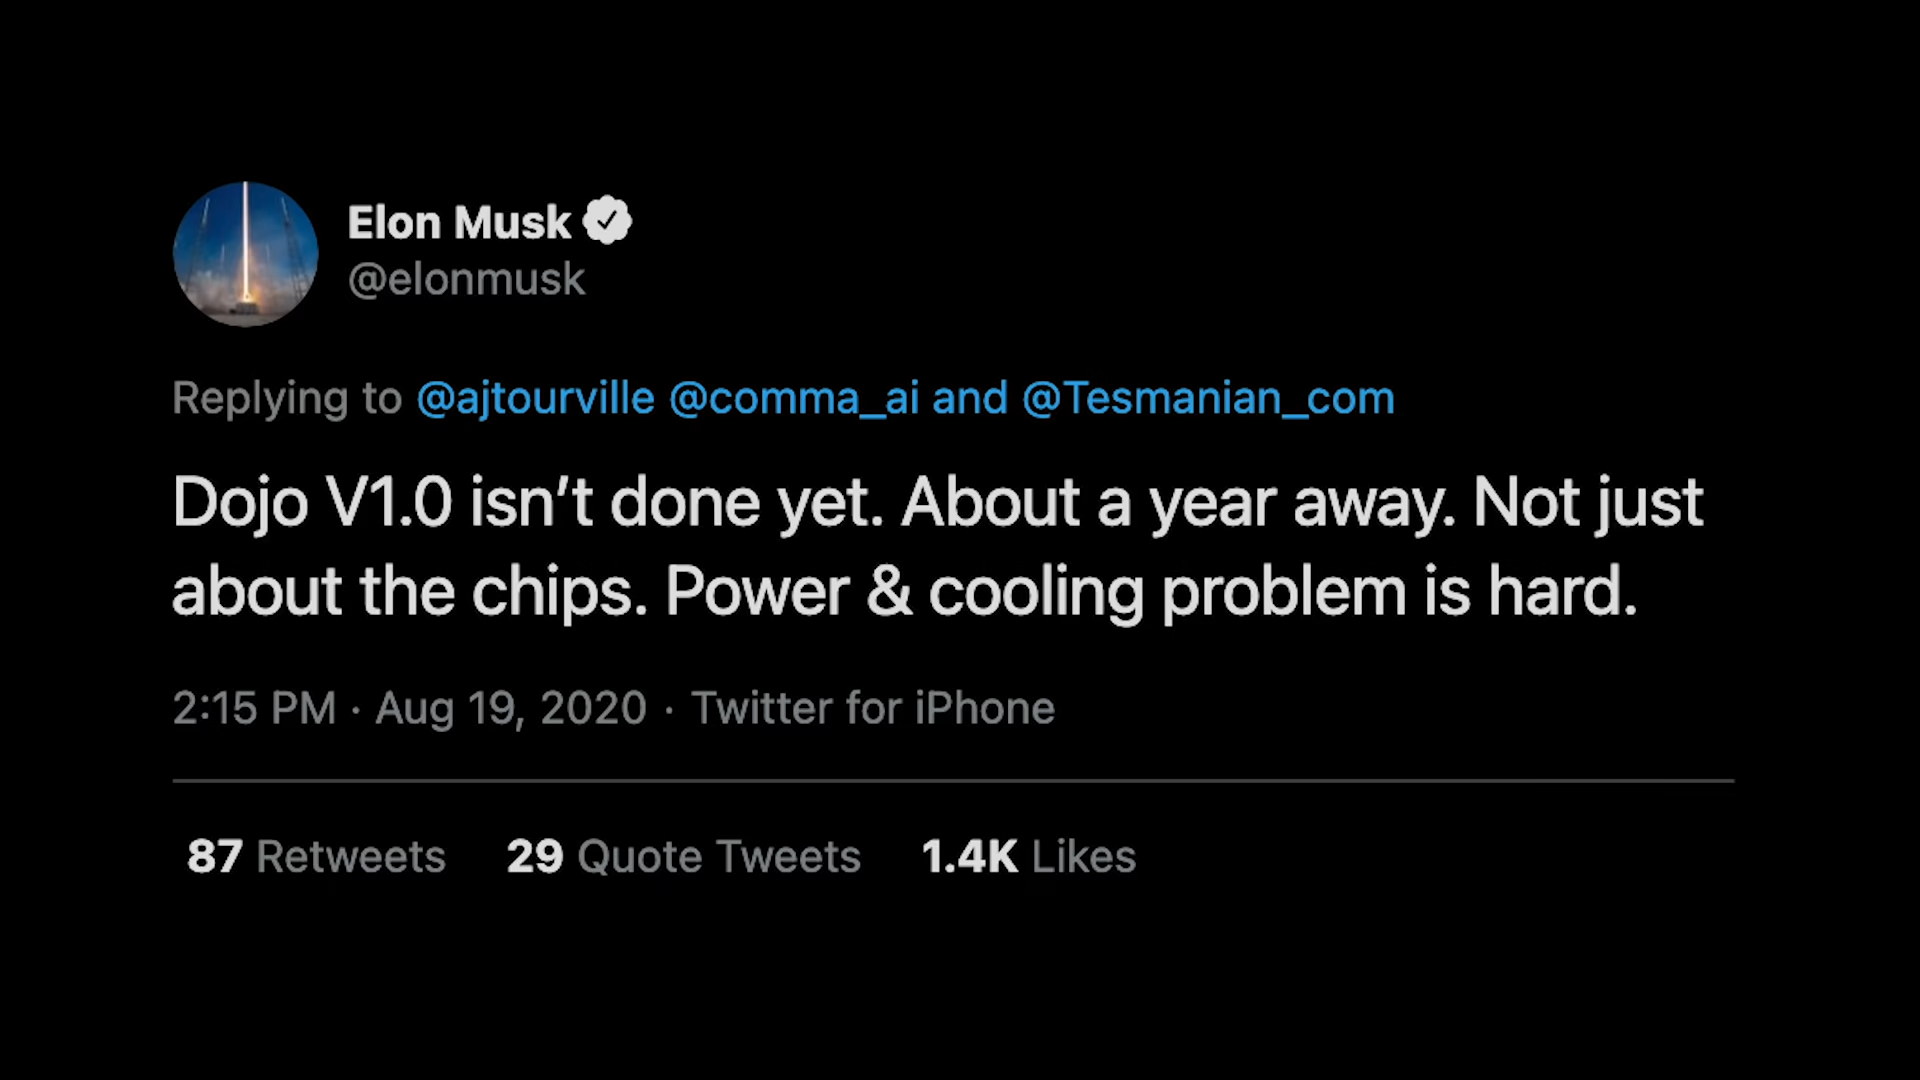 Elon Musk
@elonmusk
Replying to @ajtourville @comma_ai and @Tesmanian_com
Dojo V1.0 isn’t done yet. About a year away. Not just
about the chips. Power & cooling problem is hard.
2:15 PM · Aug 19, 2020 · Twitter for iPhone
87 Retweets 29 Quote Tweets 1.4K Likes